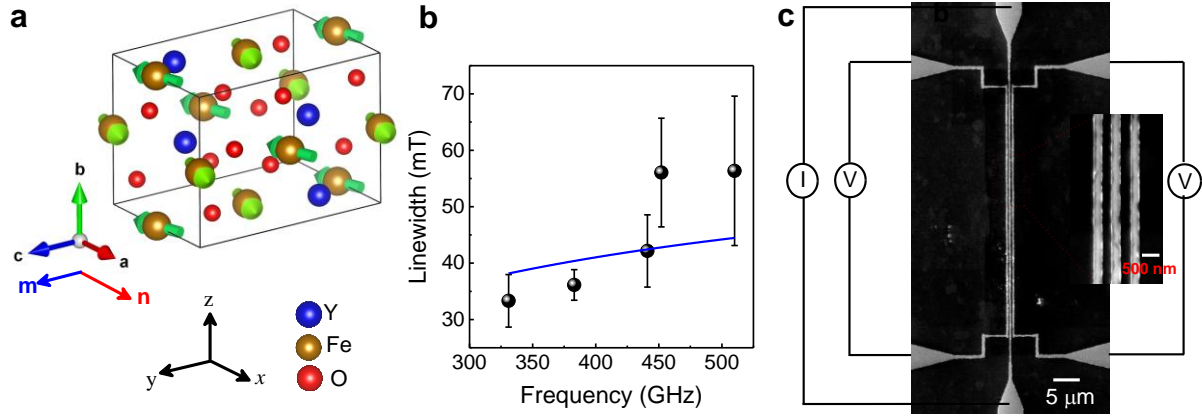 a
b
c
a
m
n
z
y
x
Y
Fe
O
b
Linewidth (mT)
70
60
50
40
30
300
350
400
450
500
Frequency (GHz)
c
b
I
V
V
500 nm
5 μm